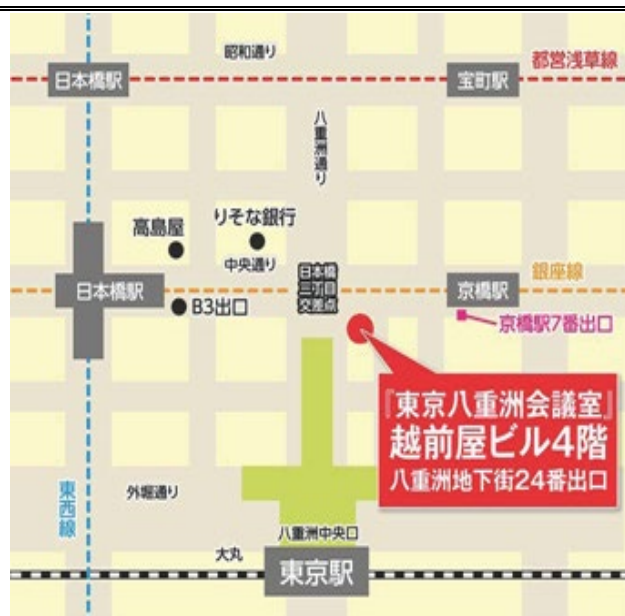 昭和通り
都営浅草線
日本橋駅
宝町駅
八重洲通り
高島屋
りそな銀行
中央通り
日本橋
三丁目
交差点
銀座線
日本橋駅
京橋駅
B3出口
京橋駅7番出口
『東京八重洲会議室』
越前屋ビル4階
八重洲地下街24番出口
東西線
外堀通り
八重洲中央口
大丸
東京駅